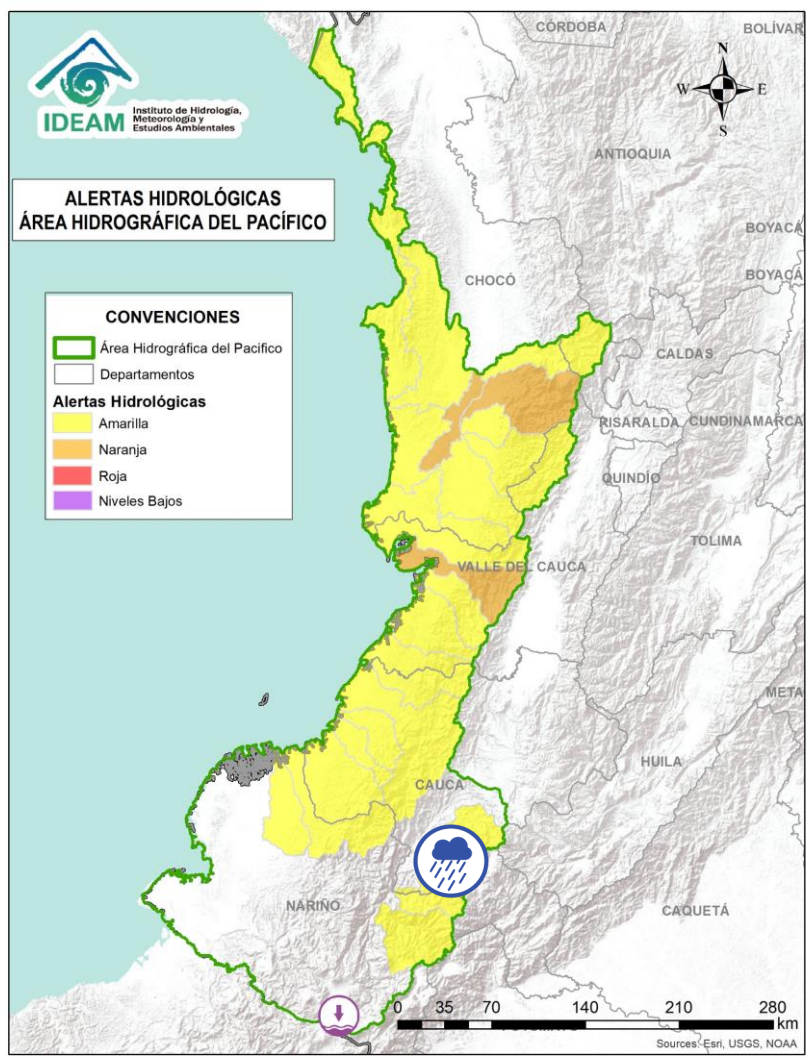 IDEAM
Instituto de Hidrología,
Meteorología y
Estudios Ambientales
ALERTAS HIDROLÓGICAS
ÁREA HIDROGRÁFICA DEL PACÍFICO
CONVENCIONES
Área Hidrográfica del Pacifico
Departamentos
Alertas Hidrológicas
Amarilla
Naranja
Roja
Niveles Bajos
N
W E
S
CÓRDOBA
BOLÍVAR
ANTIOQUIA
BOYACÁ
BOYACÁ
CHOCÓ
CALDAS
RISARALDA
CUNDINAMARCA
QUINDÍO
TOLIMA
VALLE DEL CAUCA
META
HUILA
CAUCA
NARIÑO
CAQUETÁ
0 35 70 140 210 280
km
Sources: Esri, USGS, NOAA